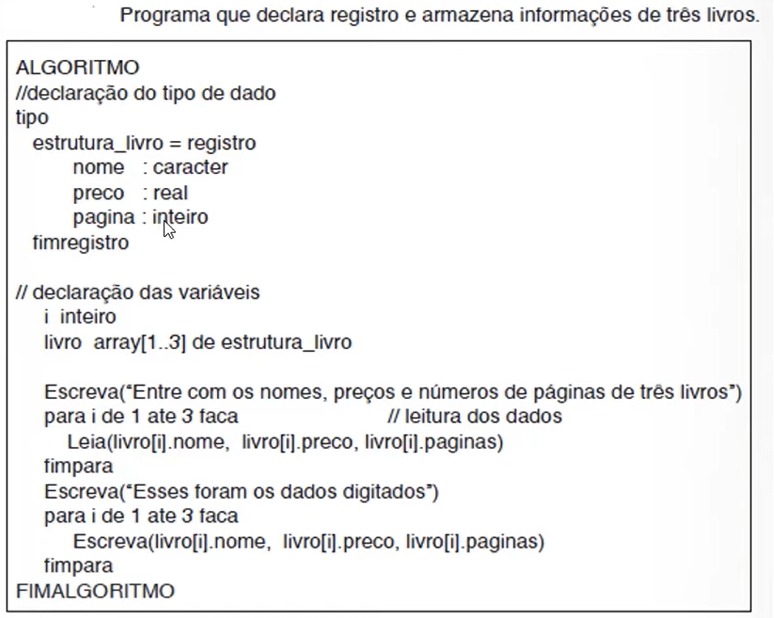 Programa que declara registro e armazena informações de três livros.
ALGORITMO
//declaração do tipo de dado
tipo
estrutura_livro = registro
nome : caracter
preco : real
pagina : inteiro
fimregistro
// declaração das variáveis
i inteiro
livro array[1..3] de estrutura_livro
Escreva(“Entre com os nomes, preços e números de páginas de três livros”)
para i de 1 ate 3 faca // leitura dos dados
Leia(livro[i].nome, livro[i].preco, livro[i].paginas)
fimpara
Escreva(“Esses foram os dados digitados”)
para i de 1 ate 3 faca
Escreva(livro[i].nome, livro[i].preco, livro[i].paginas)
fimpara
FIMALGORITMO